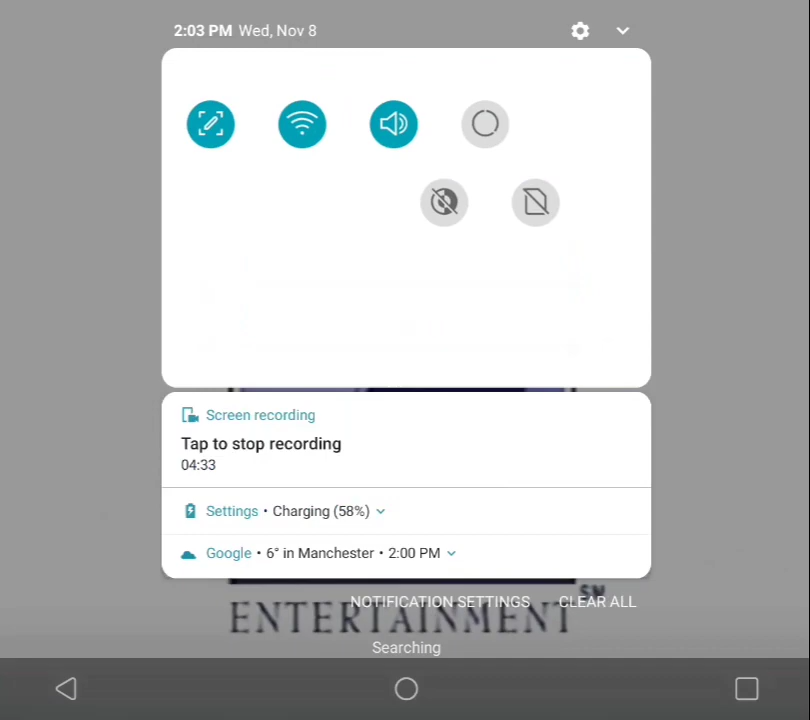 2:03 PM Wed, Nov 8
Screen recording
Tap to stop recording
04:33
Settings • Charging (58%)
Google • 6° in Manchester • 2:00 PM
NOTIFICATION SETTINGS CLEAR ALL
SM
ENTERTAINMENT
Searching